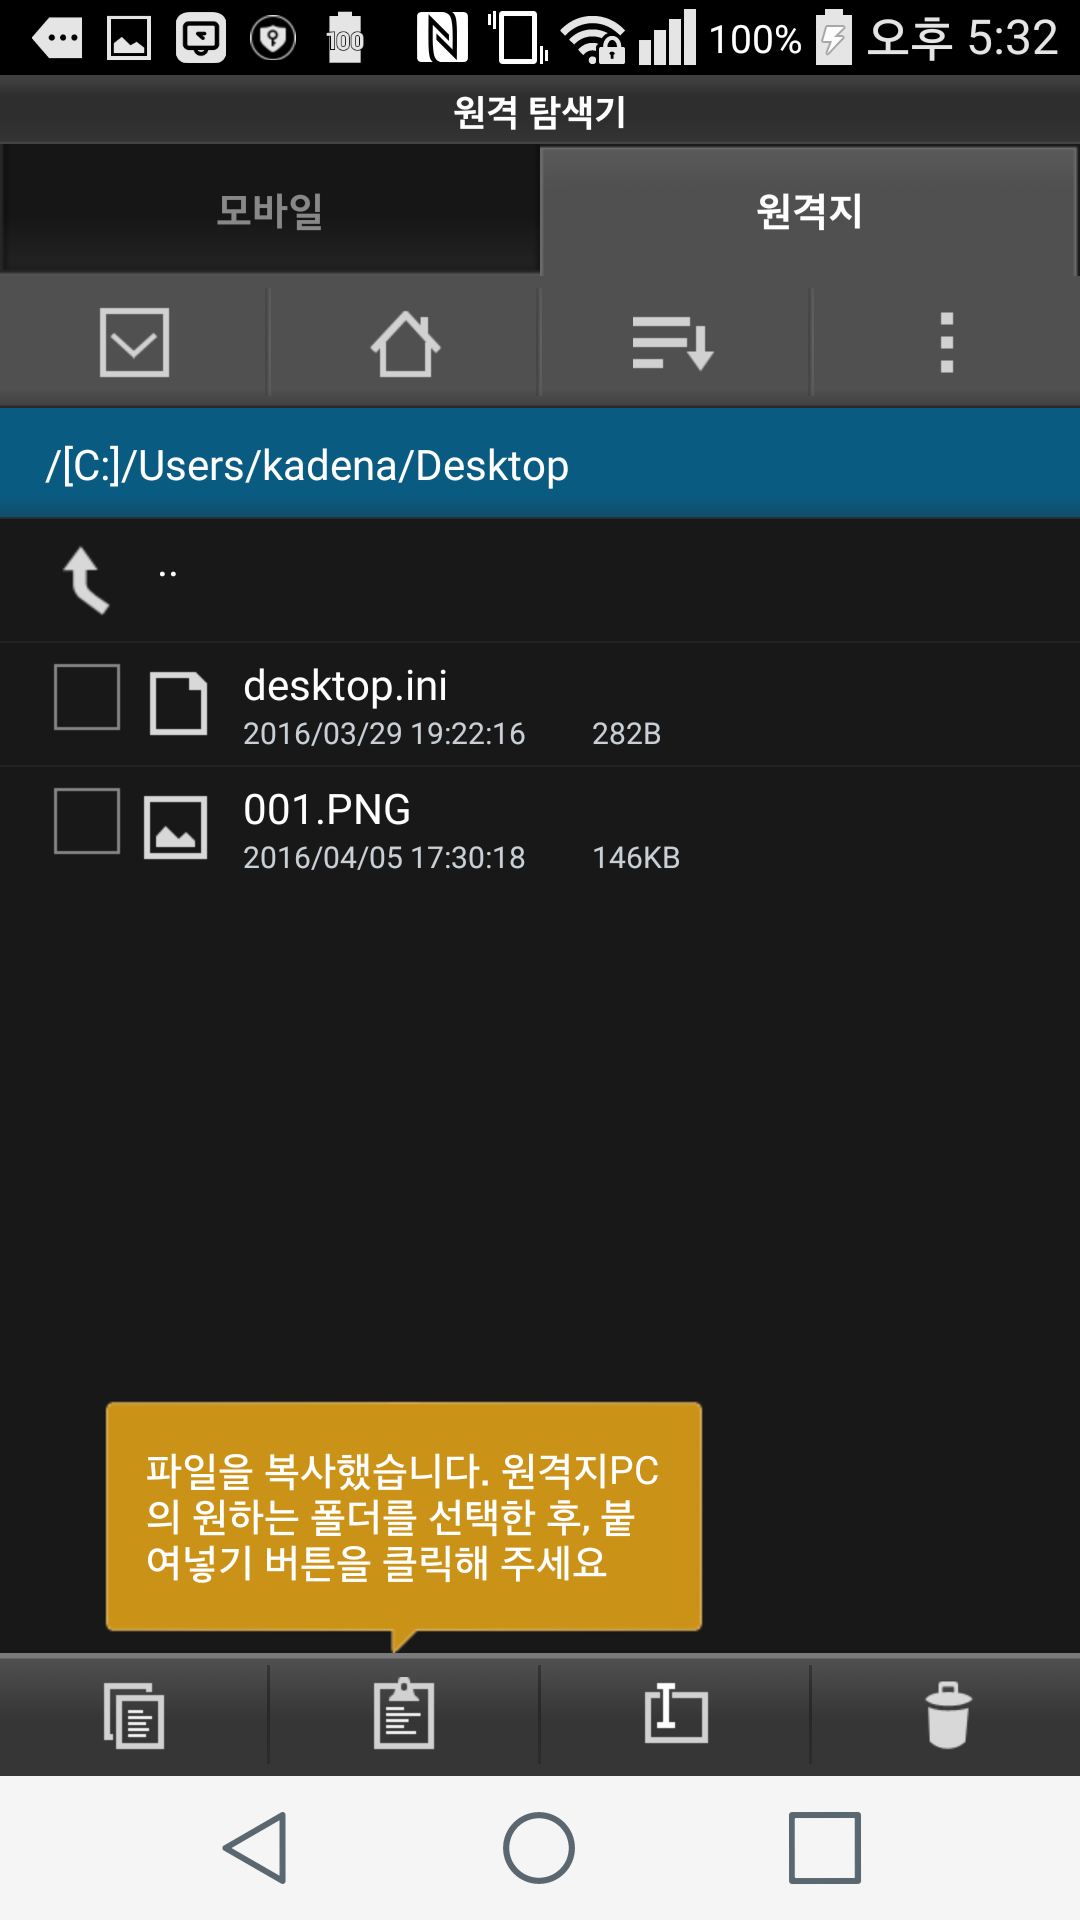 100 100% 오후 5:32
원격 탐색기
모바일 원격지
/[C:]/Users/kadena/Desktop
..
desktop.ini
2016/03/29 19:22:16 282B
001.PNG
2016/04/05 17:30:18 146KB
파일을 복사했습니다. 원격지PC
의 원하는 폴더를 선택한 후, 붙
여넣기 버튼을 클릭해 주세요